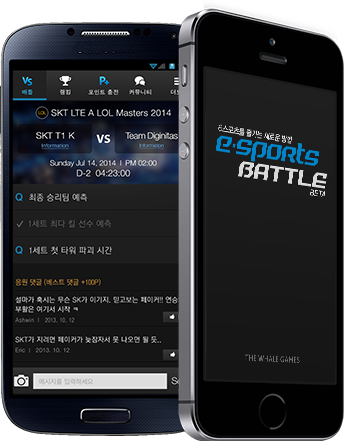 VS
배틀
랭킹
P+
포인트 충전
커뮤니티
LOL
SKT LTE A LOL Masters 2014
SKT T1 K
Information
VS
Team Diginitas
Information
Sunday Jul 14, 2014 | PM 02:00
D-2 04:23:00
Q 최종 승리팀 예측
✓ 1세트 최다 킬 선수 예측
Q 1세트 첫 타워 파괴 시간
응원 댓글 (베스트 댓글 +100P)
설마가 혹시는 무슨 SK가 이기지. 믿고보는 페이커!! 연승
부활은 여기서 시작 ㅋ
Ashwin | 2013. 10. 12
SKT가 지려면 페이커가 늦잠자서 못 나오면 될 듯..
Eric | 2013. 10. 12
메시지를 입력하세요
e스포츠를 즐기는 새로운 방법
e·sports
BATTLE
BETA
THE WHALE GAMES